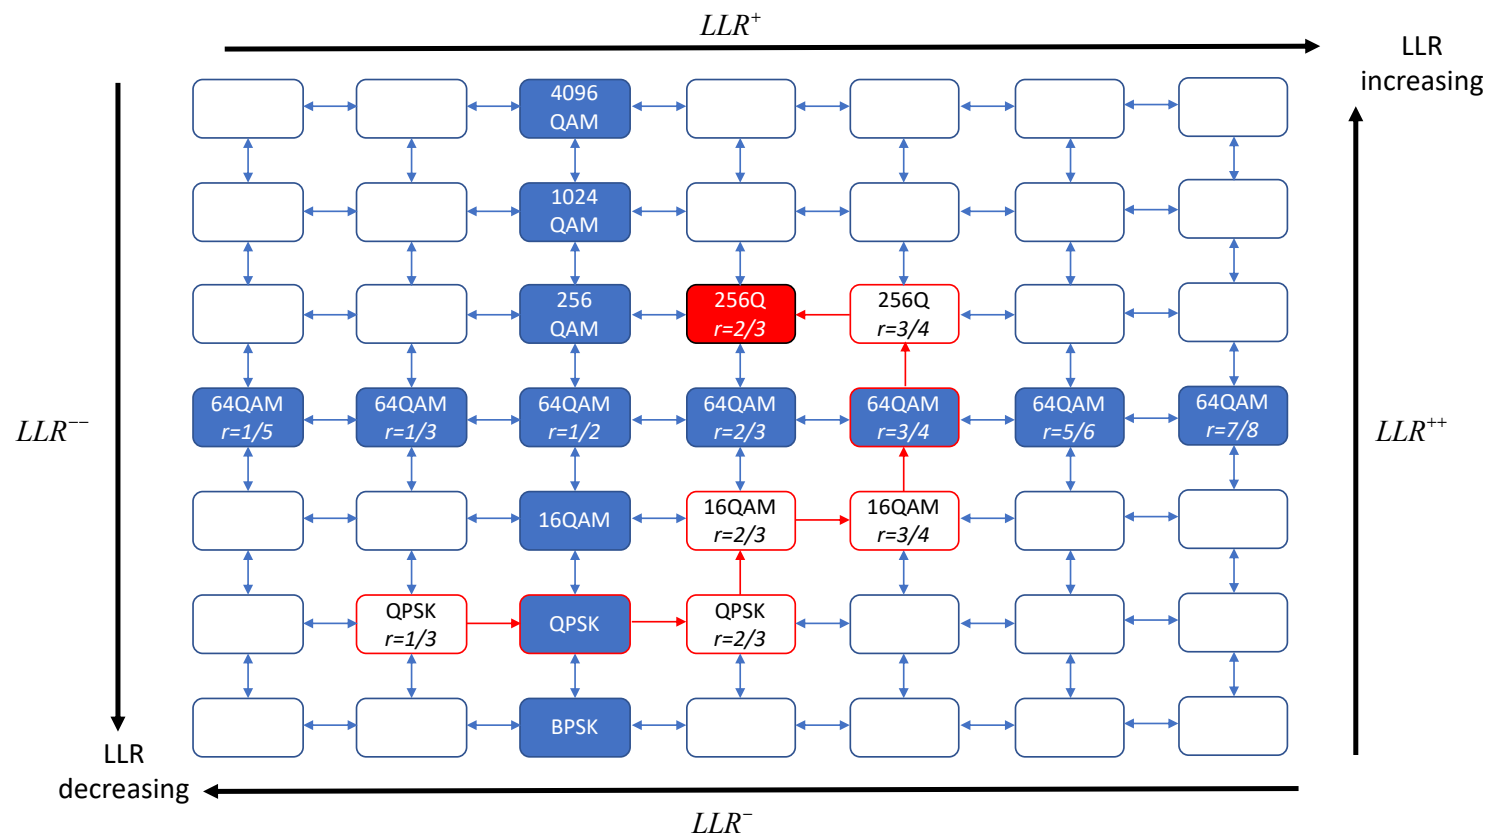 LLR⁺
LLR
increasing
4096
QAM
1024
QAM
256
QAM
256Q
r=2/3
256Q
r=3/4
LLR⁻⁻
64QAM
r=1/5
64QAM
r=1/3
64QAM
r=1/2
64QAM
r=2/3
64QAM
r=3/4
64QAM
r=5/6
64QAM
r=7/8
LLR⁺⁺
16QAM
16QAM
r=2/3
16QAM
r=3/4
QPSK
r=1/3
QPSK
QPSK
r=2/3
BPSK
LLR
decreasing
LLR⁻